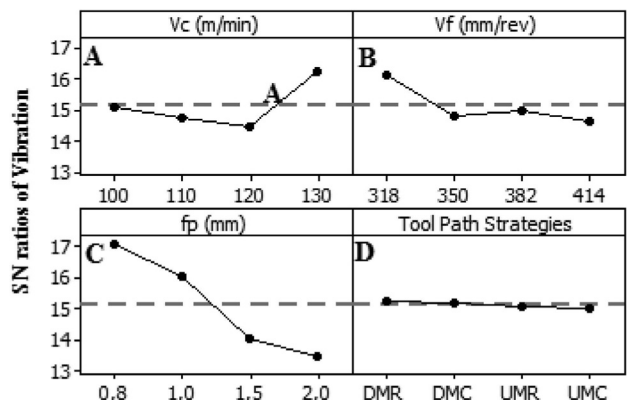 Vc (m/min) Vf (mm/rev)
17
A B
16
A
15
14
13
100 110 120 130 318 350 382 414
fp (mm) Tool Path Strategies
17
C D
16
15
14
13
0,8 1,0 1,5 2,0 DMR DMC UMR UMC
SN ratios of Vibration